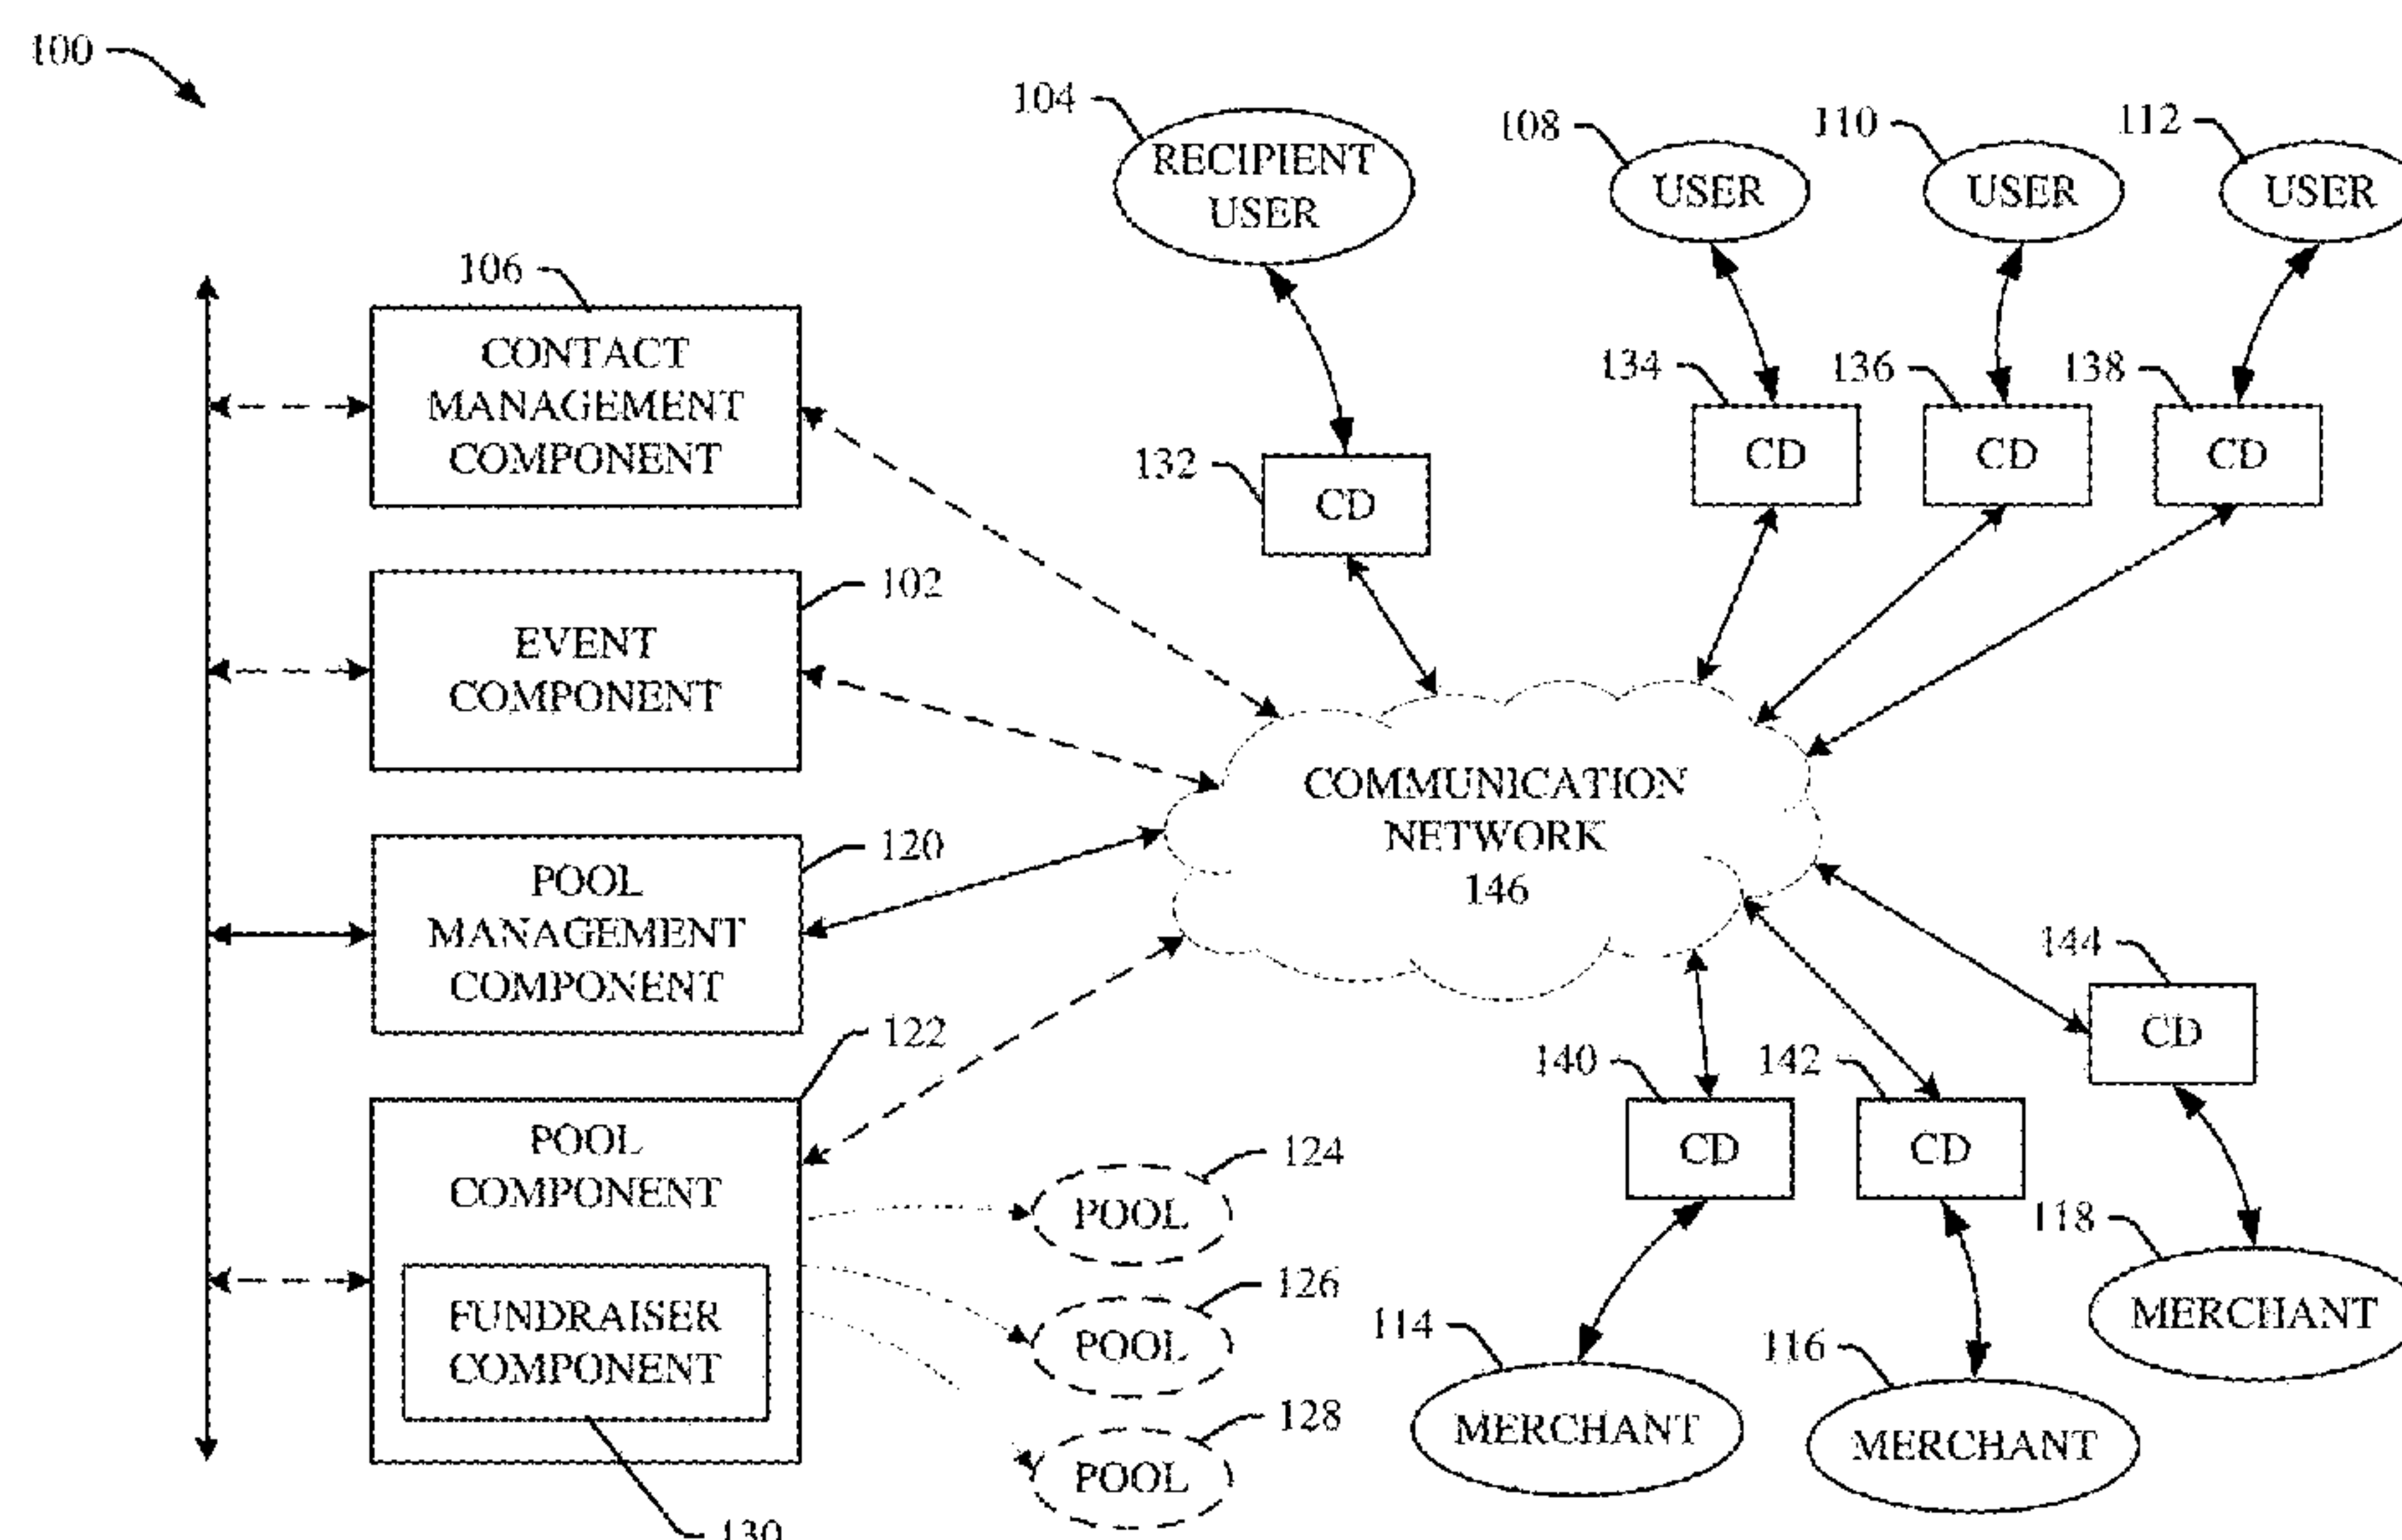 100
104
RECIPIENT
USER
108
USER
110
USER
112
USER
106
CONTACT
MANAGEMENT
COMPONENT
132
CD
134
CD
136
CD
138
CD
102
EVENT
COMPONENT
COMMUNICATION
NETWORK
146
120
POOL
MANAGEMENT
COMPONENT
122
POOL
COMPONENT
FUNDRAISER
COMPONENT
130
124
POOL
126
POOL
128
POOL
140
CD
142
CD
144
CD
114
MERCHANT
116
MERCHANT
118
MERCHANT